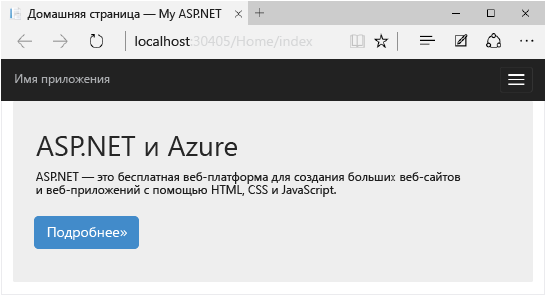 Домашняя страница — My ASP.NET
localhost:30405/Home/index
Имя приложения
ASP.NET и Azure
ASP.NET — это бесплатная веб-платформа для создания больших веб-сайтов
и веб-приложений с помощью HTML, CSS и JavaScript.
Подробнее»